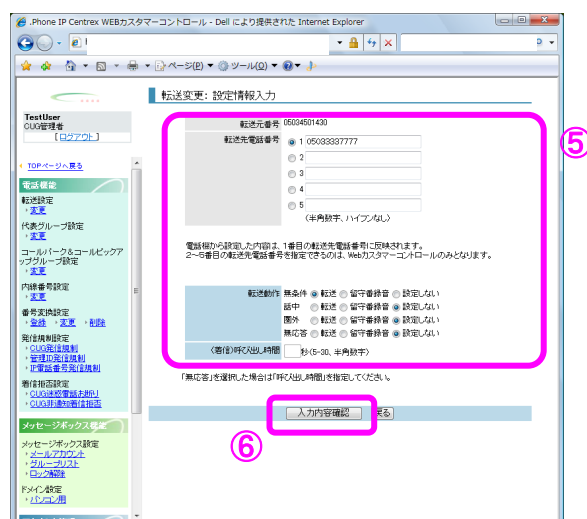 .Phone IP Centrex WEBカスタマーコントロール - Dell により提供された Internet Explorer
ページ(P) ツール(O)
転送変更: 設定情報入力
TestUser
CUG管理者
[ログアウト]
TOPページへ戻る
電話機能
転送設定
変更
代表グループ設定
変更
コールパーク&コールピックア
ップグループ設定
変更
内線番号設定
変更
番号変換設定
登録 変更 削除
発信規制設定
CUG発信規制
管理ID発信規制
IP電話番号発信規制
着信拒否設定
CUG迷惑電話お断り
CUG非通知着信拒否
メッセージボックス機能
メッセージボックス設定
メールアカウント
グループリスト
ロック解除
ドメイン設定
パソコン用
転送元番号 05034501430
転送先電話番号 1 05033337777
2
3
4
5
(半角数字、ハイフンなし)
電話機から設定した内容は、1番目の転送先電話番号に反映されます。
2～5番目の転送先電話番号を指定できるのは、Webカスタマーコントロールのみとなります。
転送動作 無条件 転送 留守番録音 設定しない
話中 転送 留守番録音 設定しない
圏外 転送 留守番録音 設定しない
無応答 転送 留守番録音 設定しない
(着信)呼び出し時間 秒(5-30、半角数字)
「無応答」を選択した場合は「呼び出し時間」を指定してください。
入力内容確認 戻る
⑤
⑥